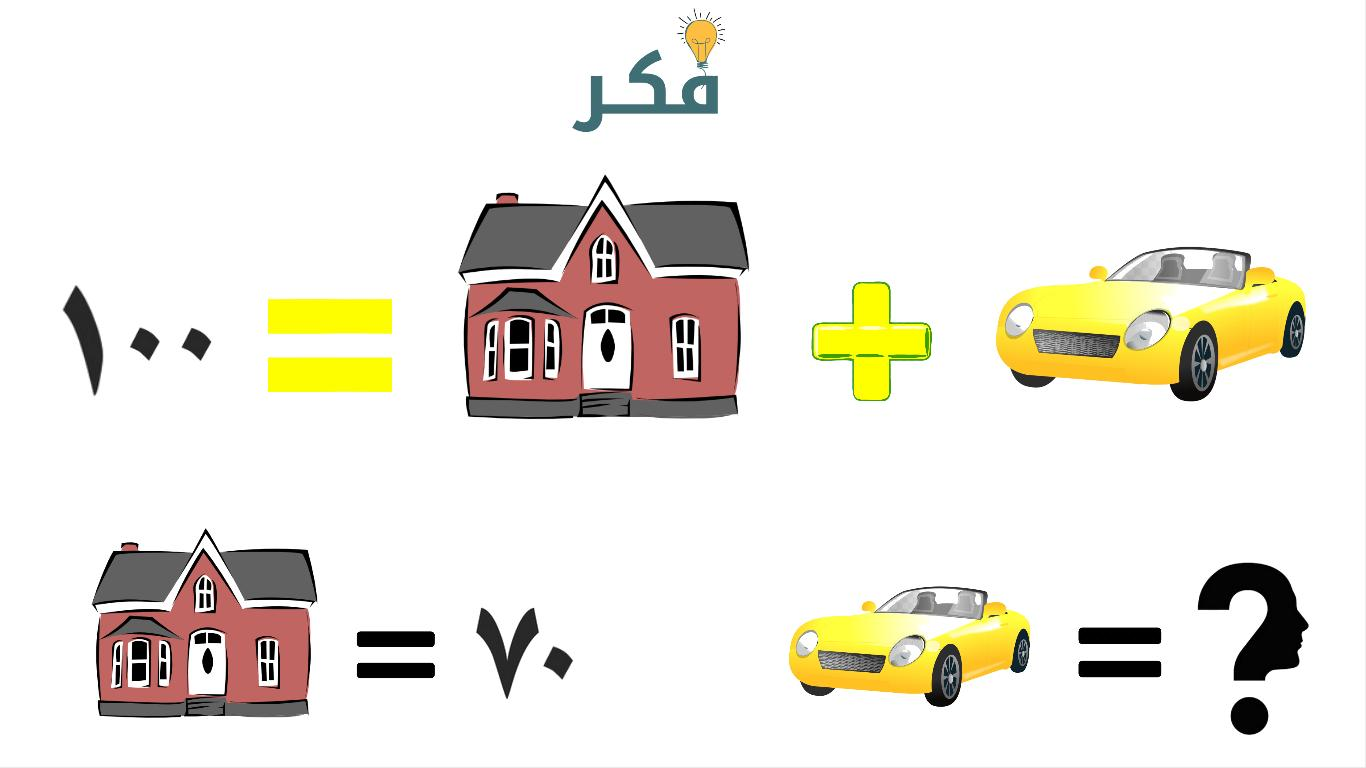 فكر
١٠٠ = + 
= ٧٠ = ?